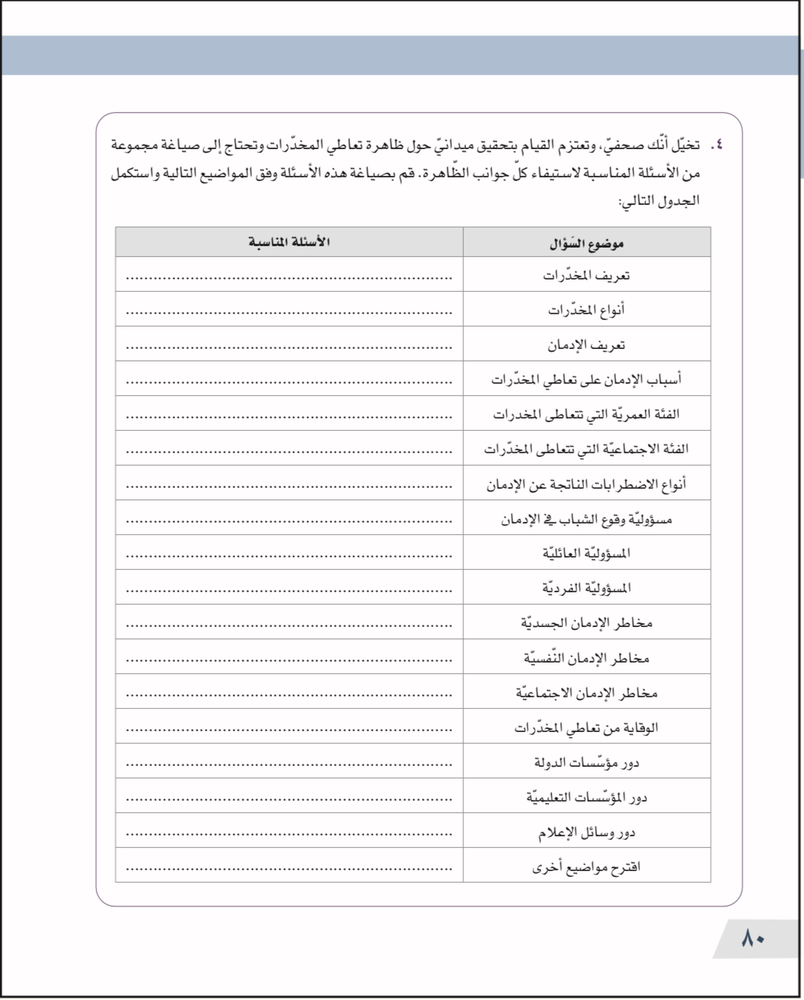 ٤. تخيّل أنّك صحفيّ، وتعتزم القيام بتحقيق ميدانيّ حول ظاهرة تعاطي المخدّرات وتحتاج إلى صياغة مجموعة
من الأسئلة المناسبة لاستيفاء كلّ جوانب الظّاهرة. قم بصياغة هذه الأسئلة وفق المواضيع التالية واستكمل
الجدول التالي:
موضوع السَؤال الأسئلة المناسبة
تعريف المخدّرات ........................................................................
أنواع المخدّرات ........................................................................
تعريف الإدمان ........................................................................
أسباب الإدمان على تعاطي المخدّرات ........................................................................
الفئة العمريّة التي تتعاطى المخدرات ........................................................................
الفئة الاجتماعيّة التي تتعاطى المخدّرات ........................................................................
أنواع الاضطرابات الناتجة عن الإدمان ........................................................................
مسؤوليّة وقوع الشباب في الإدمان ........................................................................
المسؤوليّة العائليّة ........................................................................
المسؤوليّة الفرديّة ........................................................................
مخاطر الإدمان الجسديّة ........................................................................
مخاطر الإدمان النّفسيّة ........................................................................
مخاطر الإدمان الاجتماعيّة ........................................................................
الوقاية من تعاطي المخدّرات ........................................................................
دور مؤسّسات الدولة ........................................................................
دور المؤسّسات التعليميّة ........................................................................
دور وسائل الإعلام ........................................................................
اقترح مواضيع أخرى ........................................................................
٨٠